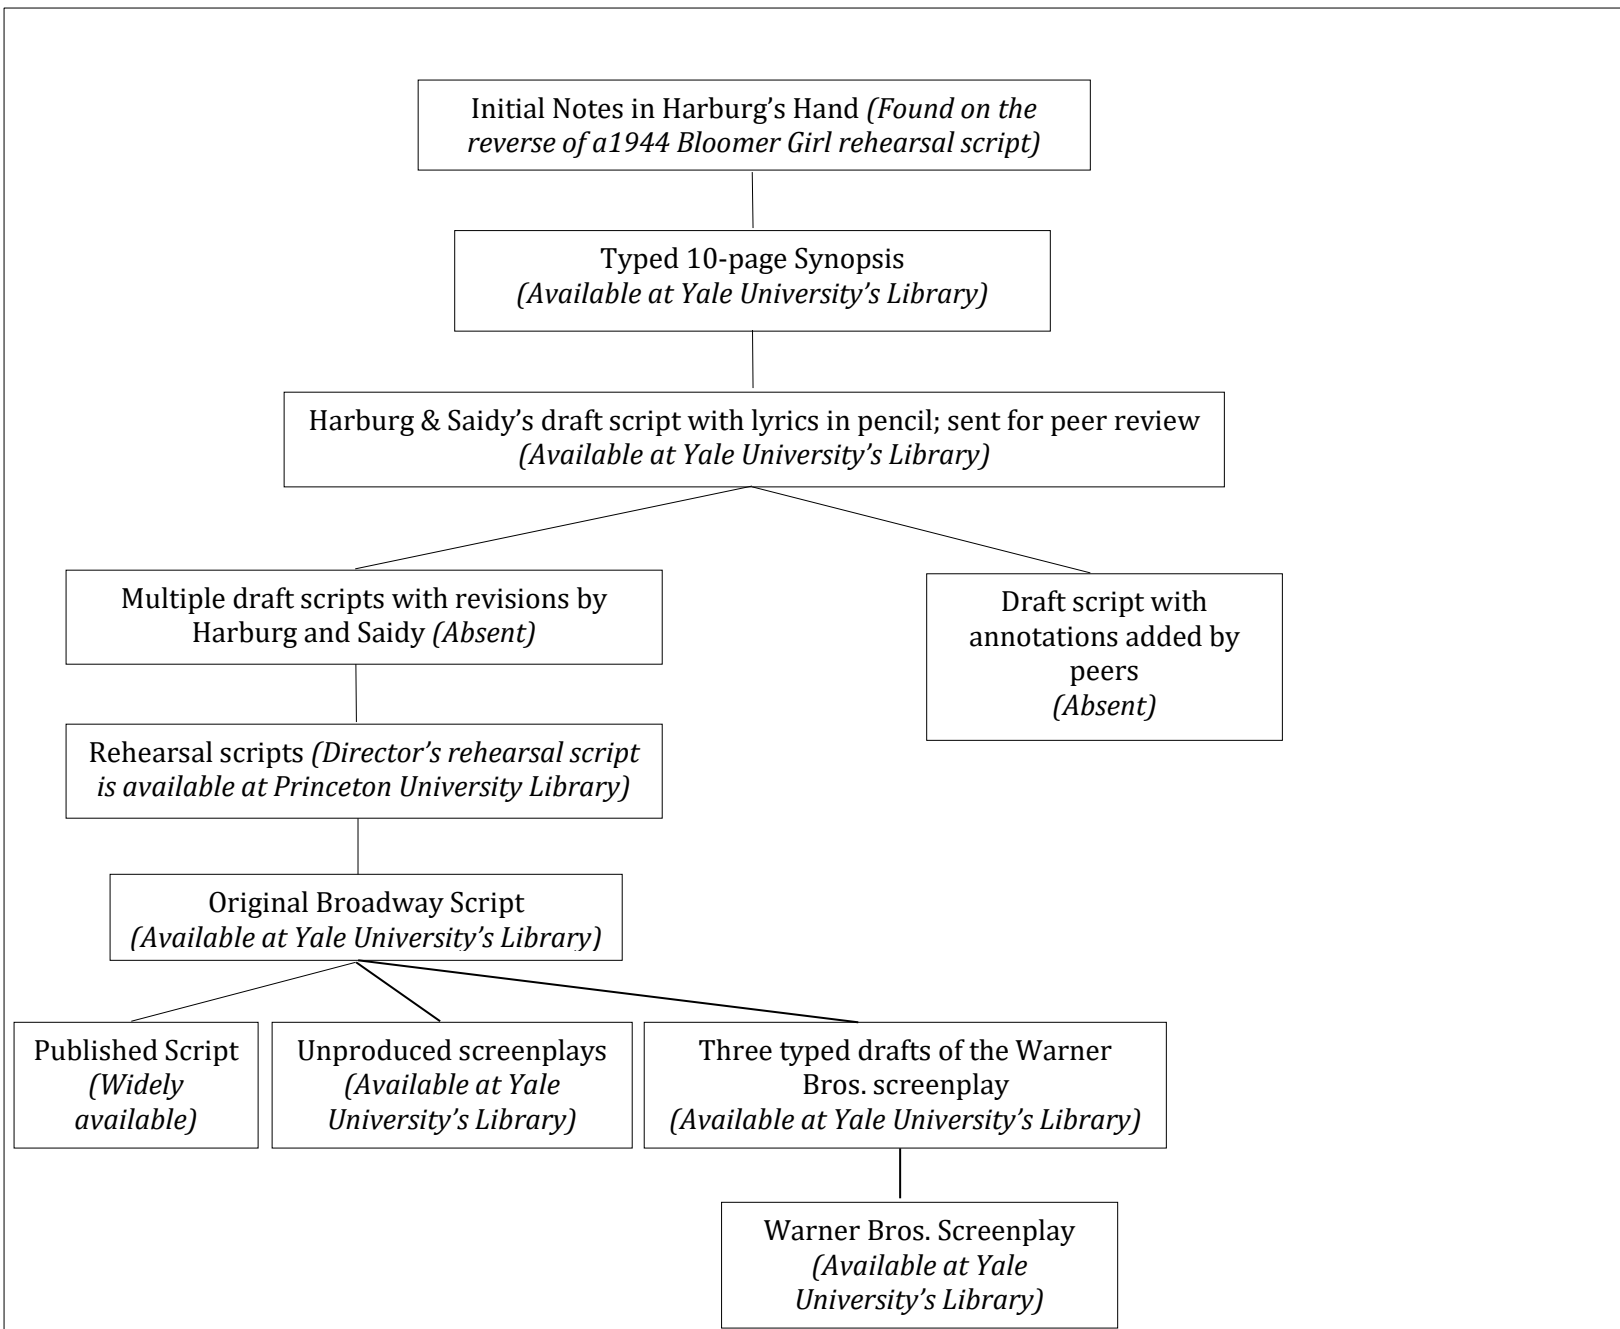 Initial Notes in Harburg’s Hand (Found on the
reverse of a1944 Bloomer Girl rehearsal script)
Typed 10-page Synopsis
(Available at Yale University’s Library)
Harburg & Saidy’s draft script with lyrics in pencil; sent for peer review
(Available at Yale University’s Library)
Multiple draft scripts with revisions by
Harburg and Saidy (Absent)
Draft script with
annotations added by
peers
(Absent)
Rehearsal scripts (Director’s rehearsal script
is available at Princeton University Library)
Original Broadway Script
(Available at Yale University’s Library)
Published Script
(Widely
available)
Unproduced screenplays
(Available at Yale
University’s Library)
Three typed drafts of the Warner
Bros. screenplay
(Available at Yale University’s Library)
Warner Bros. Screenplay
(Available at Yale
University’s Library)